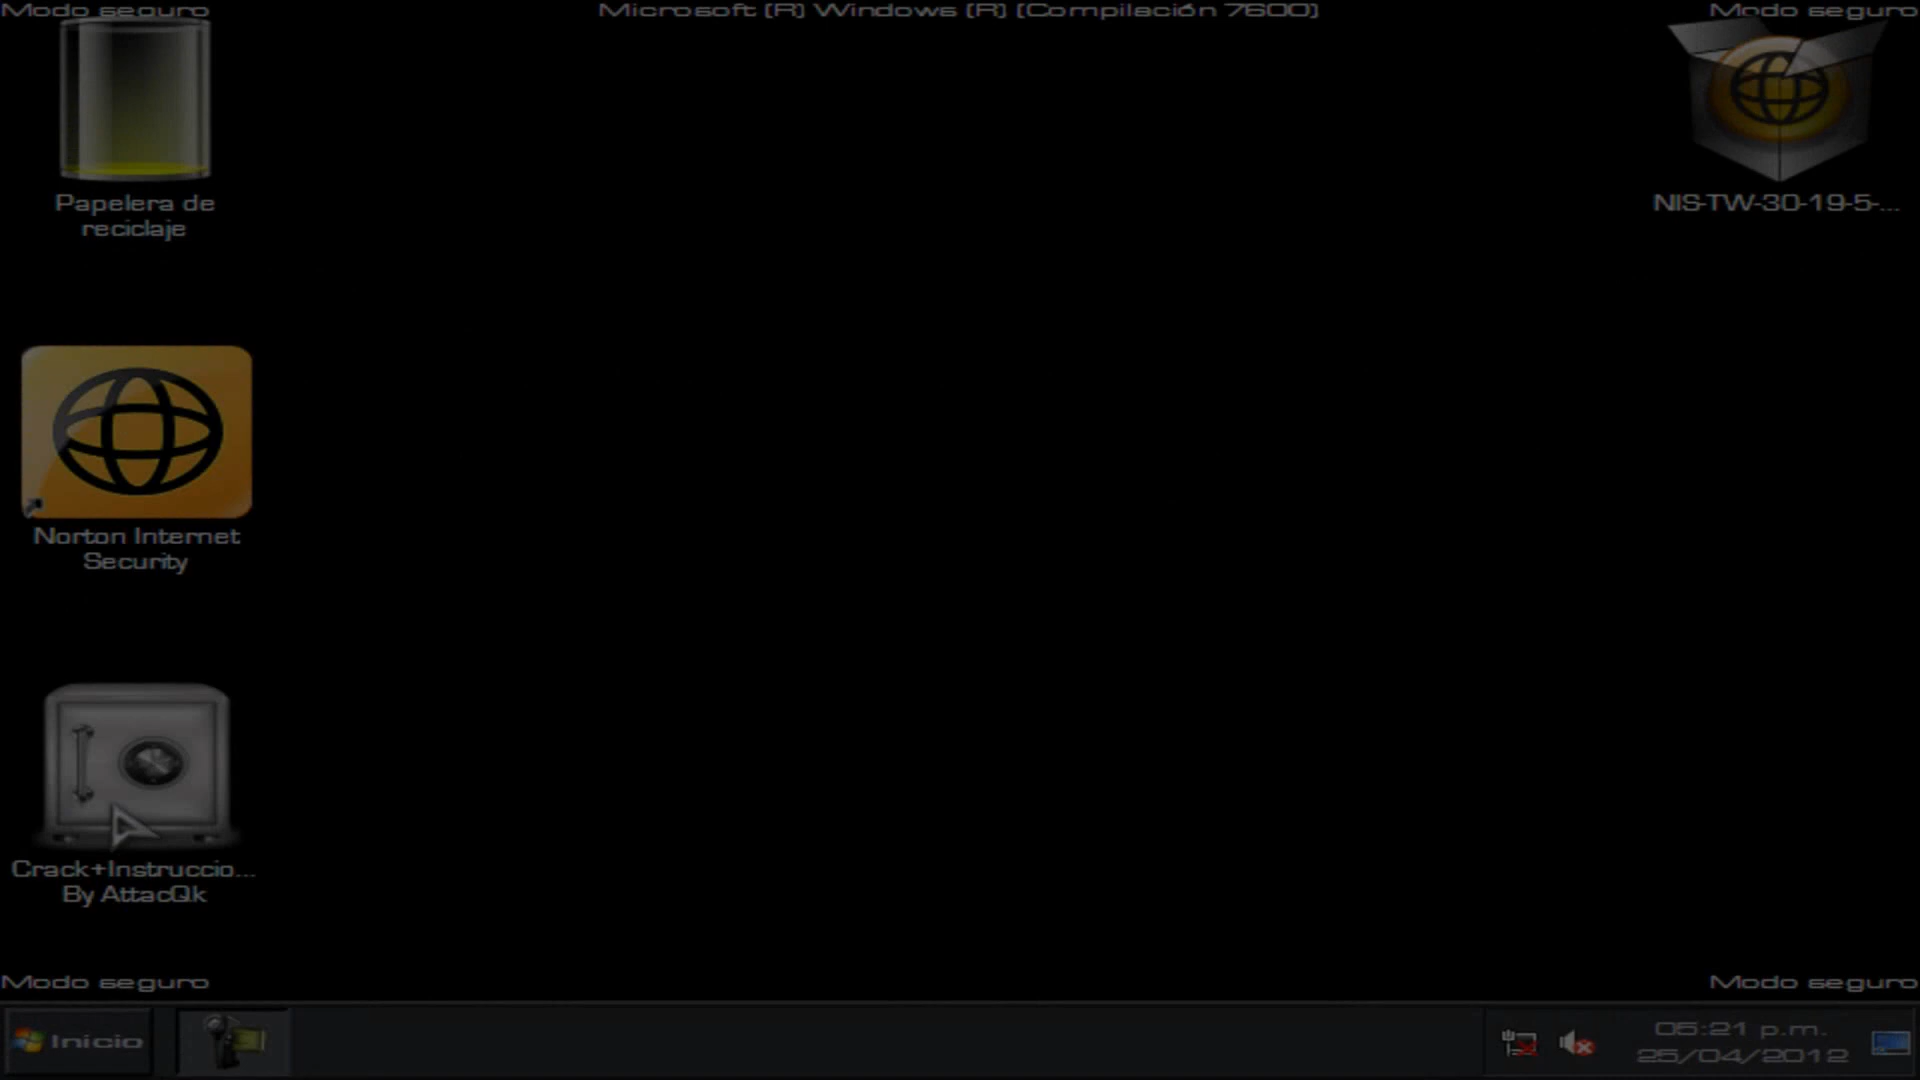 Modo seguro
Microsoft (R) Windows (R) (Compilación 7600)
Modo seguro
Papelera de
reciclaje
NIS-TW-30-19-5-...
Norton Internet
Security
Crack+Instruccio...
By AttacQk
Modo seguro
Modo seguro
Inicio
05:21 p.m.
25/04/2012